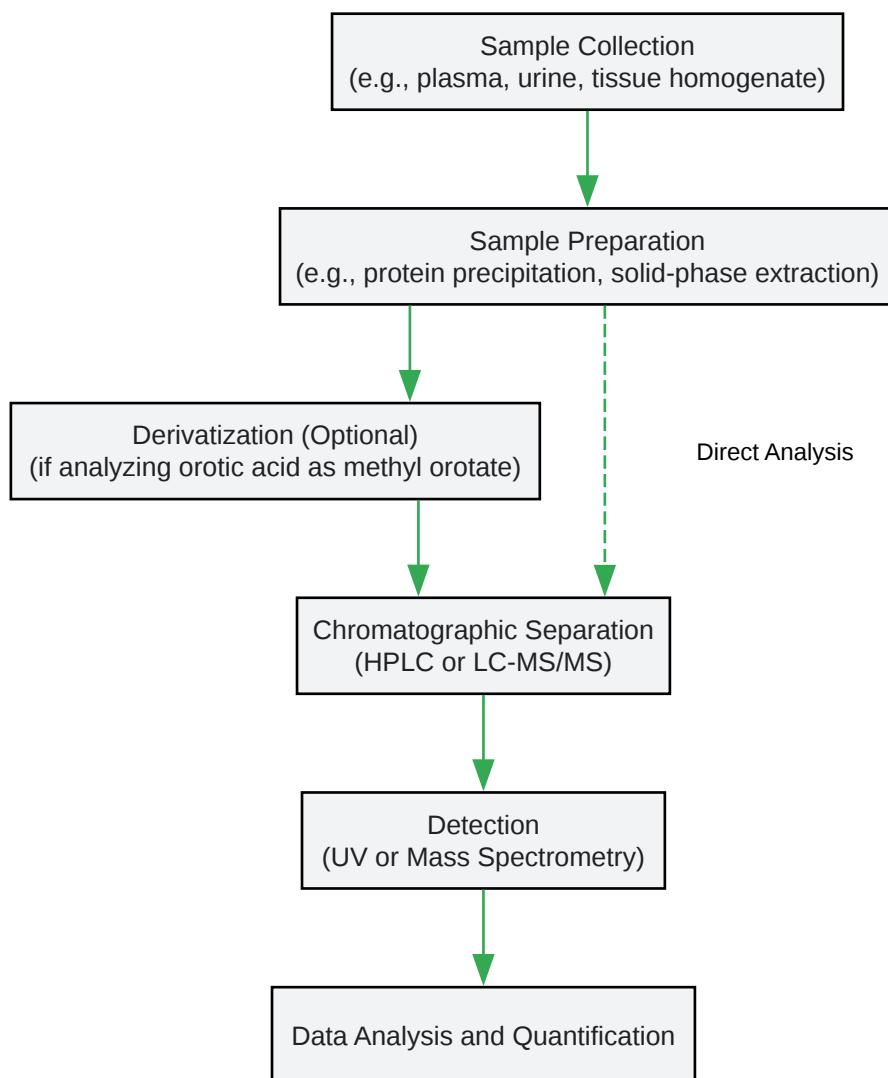 Sample Collection
(e.g., plasma, urine, tissue homogenate)
Sample Preparation
(e.g., protein precipitation, solid-phase extraction)
Derivatization (Optional)
(if analyzing orotic acid as methyl orotate)
Direct Analysis
Chromatographic Separation
(HPLC or LC-MS/MS)
Detection
(UV or Mass Spectrometry)
Data Analysis and Quantification